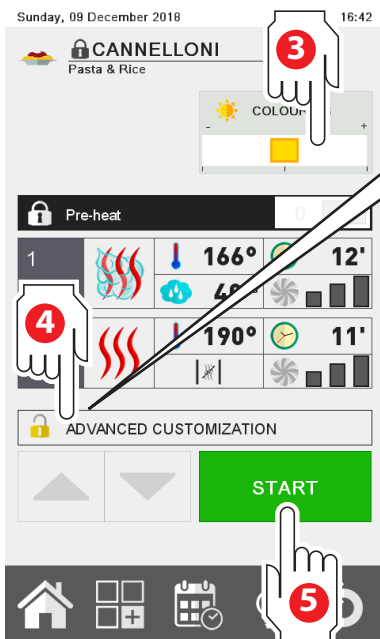 Sunday, 09 December 2018 16:42
CANNELLONI
Pasta & Rice
3
- +
Pre-heat 0
1 166° 12'
4
190° 11'
ADVANCED CUSTOMIZATION
START
5